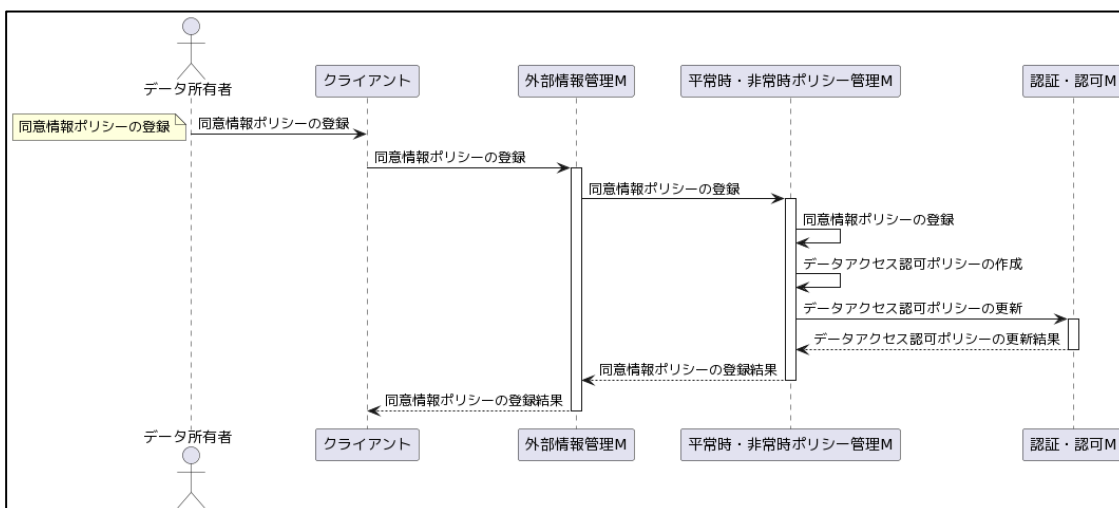 データ所有者
クライアント
外部情報管理M
平常時・非常時ポリシー管理M
認証・認可M
同意情報ポリシーの登録
同意情報ポリシーの登録
同意情報ポリシーの登録
同意情報ポリシーの登録
同意情報ポリシーの登録
データアクセス認可ポリシーの作成
データアクセス認可ポリシーの更新
データアクセス認可ポリシーの更新結果
同意情報ポリシーの登録結果
同意情報ポリシーの登録結果
データ所有者
クライアント
外部情報管理M
平常時・非常時ポリシー管理M
認証・認可M